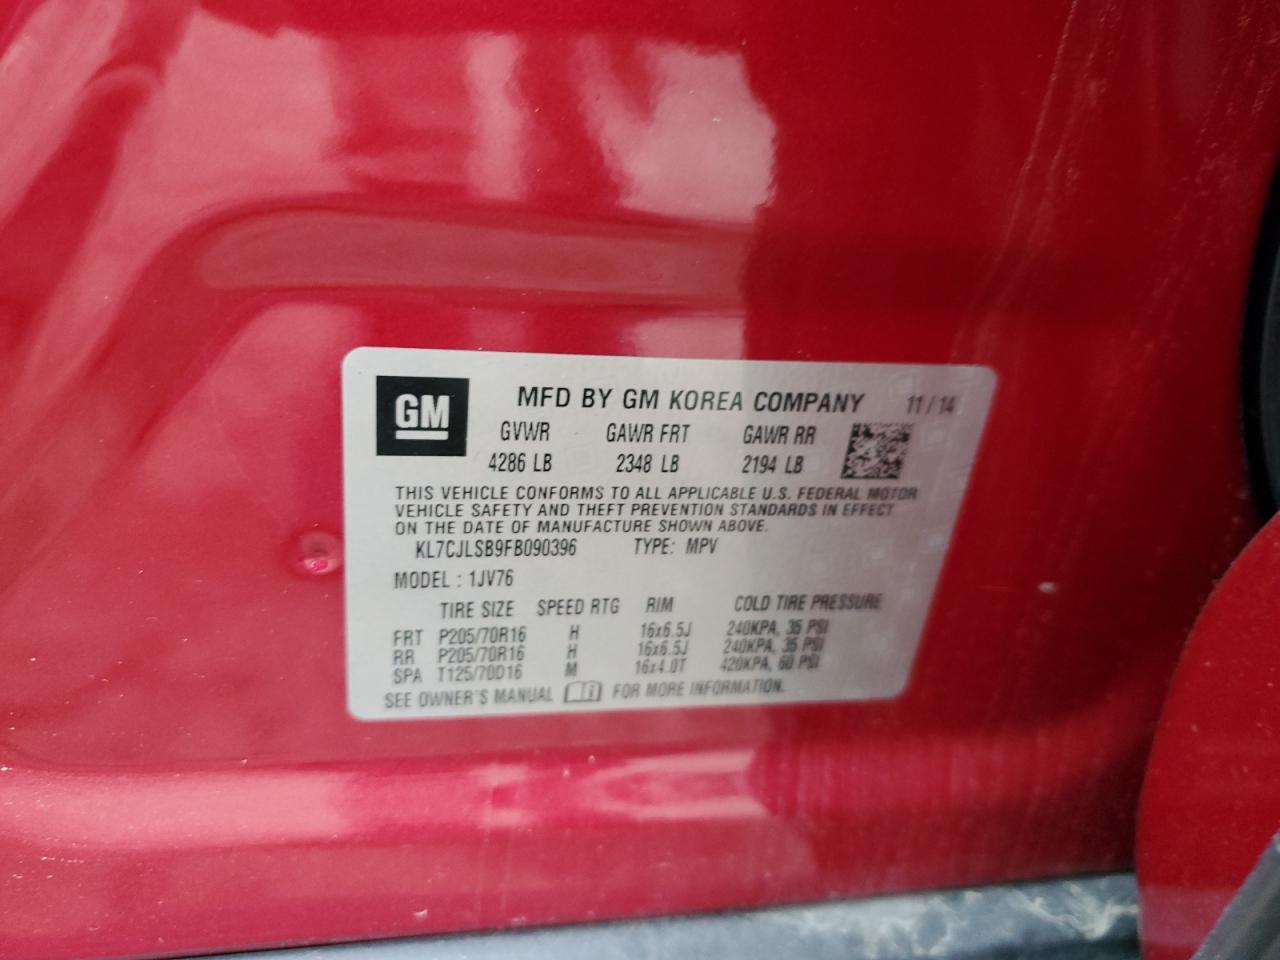 GM MFD BY GM KOREA COMPANY 11/14
GVWR GAWR FRT GAWR RR
4286 LB 2348 LB 2194 LB
THIS VEHICLE CONFORMS TO ALL APPLICABLE U.S. FEDERAL MOTOR
VEHICLE SAFETY AND THEFT PREVENTION STANDARDS IN EFFECT
ON THE DATE OF MANUFACTURE SHOWN ABOVE.
KL7CJLSB9FB090396 TYPE: MPV
MODEL : 1JV76
TIRE SIZE SPEED RTG RIM COLD TIRE PRESSURE
FRT P205/70R16 H 16x6.5J 240KPA, 35 PSI
RR P205/70R16 H 16x6.5J 240KPA, 35 PSI
SPA T125/70D16 M 16x4.0T 420KPA, 60 PSI
SEE OWNER'S MANUAL FOR MORE INFORMATION.